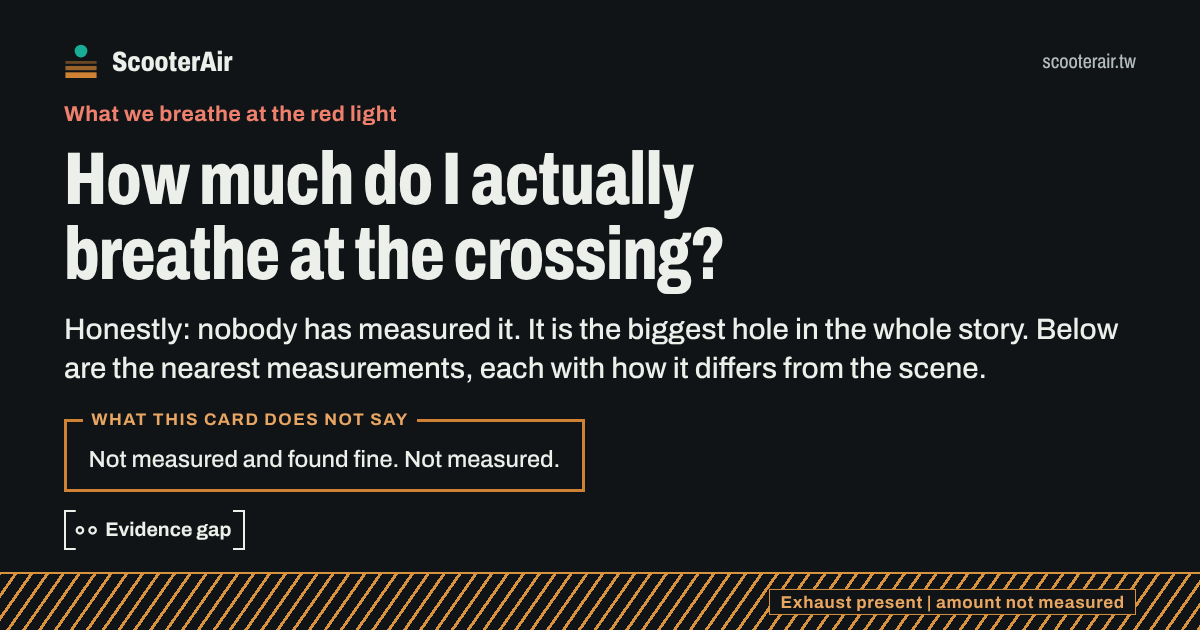 ScooterAir
scooterair.tw
What we breathe at the red light
How much do I actually
breathe at the crossing?
Honestly: nobody has measured it. It is the biggest hole in the whole story. Below
are the nearest measurements, each with how it differs from the scene.
WHAT THIS CARD DOES NOT SAY
Not measured and found fine. Not measured.
Evidence gap
Exhaust present | amount not measured